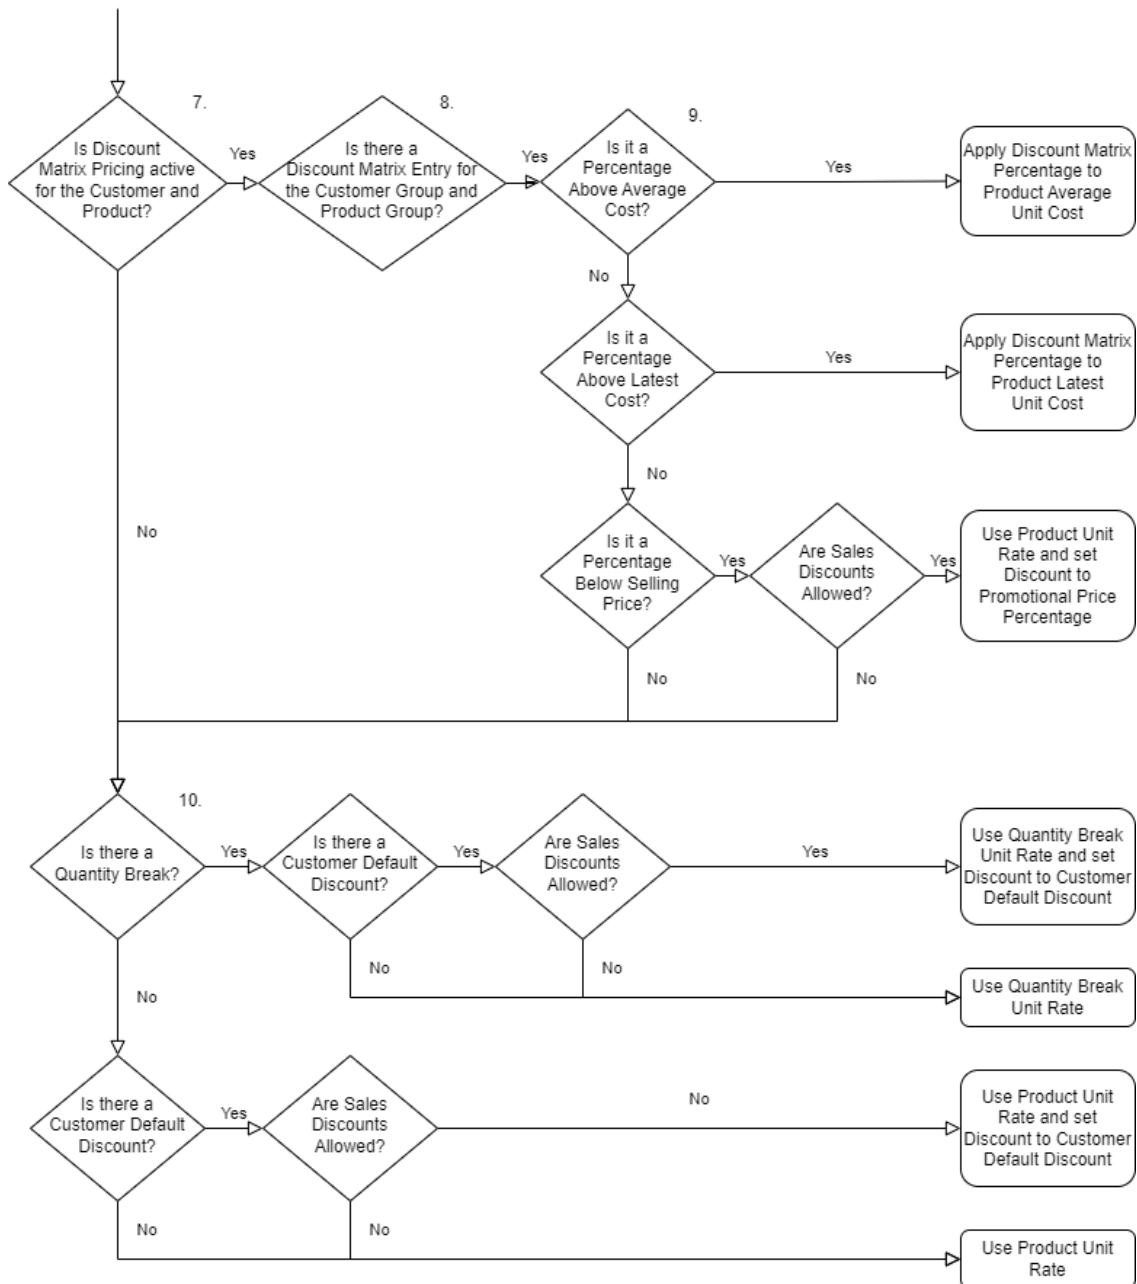 7.
Is Discount
Matrix Pricing active
for the Customer and
Product?
Yes
8.
Is there a
Discount Matrix Entry for
the Customer Group and
Product Group?
Yes
9.
Is it a
Percentage
Above Average
Cost?
Yes
Apply Discount Matrix
Percentage to
Product Average
Unit Cost
No
Is it a
Percentage
Above Latest
Cost?
Yes
Apply Discount Matrix
Percentage to
Product Latest
Unit Cost
No
No
Is it a
Percentage
Below Selling
Price?
Yes
Are Sales
Discounts
Allowed?
Yes
Use Product Unit
Rate and set
Discount to
Promotional Price
Percentage
No
No
10.
Is there a
Quantity Break?
Yes
Is there a
Customer Default
Discount?
Yes
Are Sales
Discounts
Allowed?
Yes
Use Quantity Break
Unit Rate and set
Discount to Customer
Default Discount
No
No
Use Quantity Break
Unit Rate
No
Is there a
Customer Default
Discount?
Yes
Are Sales
Discounts
Allowed?
No
Use Product Unit
Rate and set
Discount to Customer
Default Discount
No
No
Use Product Unit
Rate